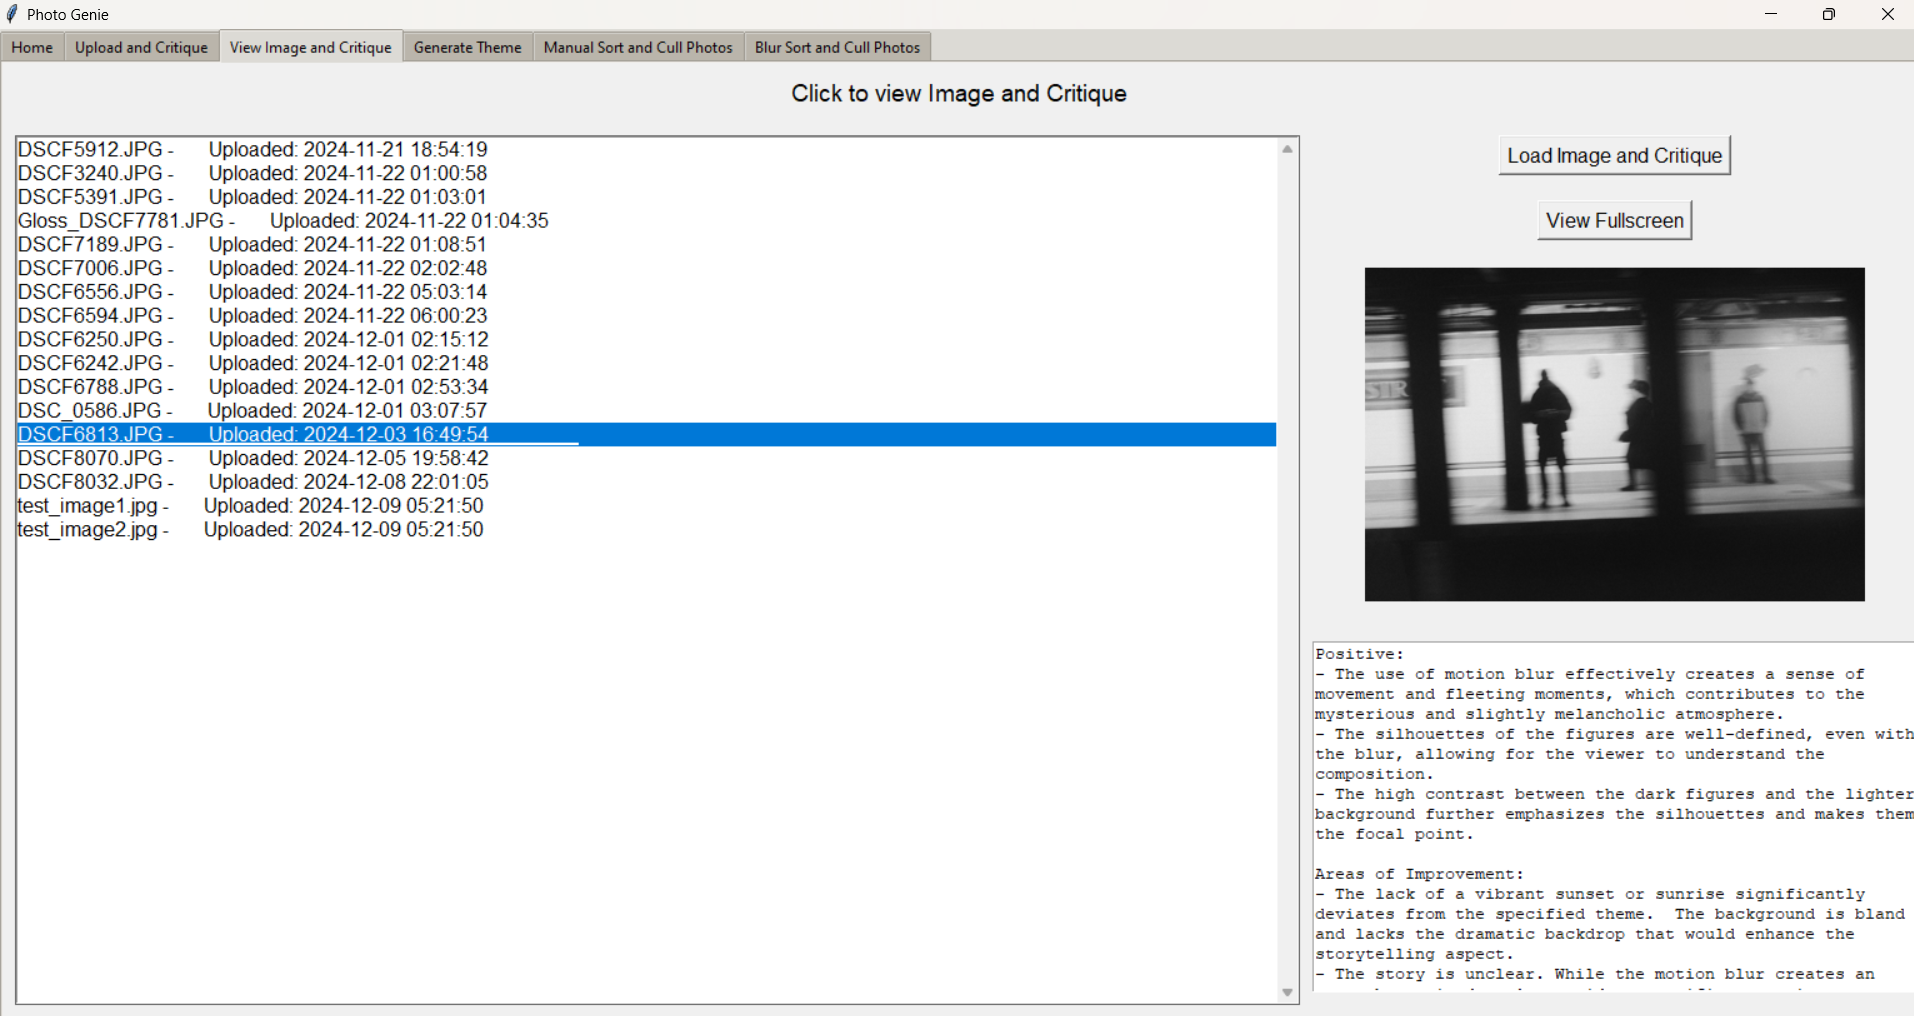 Photo Genie
Home Upload and Critique View Image and Critique Generate Theme Manual Sort and Cull Photos Blur Sort and Cull Photos
Click to view Image and Critique
DSCF5912.JPG - Uploaded: 2024-11-21 18:54:19
DSCF3240.JPG - Uploaded: 2024-11-22 01:00:58
DSCF5391.JPG - Uploaded: 2024-11-22 01:03:01
Gloss_DSCF7781.JPG - Uploaded: 2024-11-22 01:04:35
DSCF7189.JPG - Uploaded: 2024-11-22 01:08:51
DSCF7006.JPG - Uploaded: 2024-11-22 02:02:48
DSCF6556.JPG - Uploaded: 2024-11-22 05:03:14
DSCF6594.JPG - Uploaded: 2024-11-22 06:00:23
DSCF6250.JPG - Uploaded: 2024-12-01 02:15:12
DSCF6242.JPG - Uploaded: 2024-12-01 02:21:48
DSCF6788.JPG - Uploaded: 2024-12-01 02:53:34
DSC_0586.JPG - Uploaded: 2024-12-01 03:07:57
DSCF6813.JPG - Uploaded: 2024-12-03 16:49:54
DSCF8070.JPG - Uploaded: 2024-12-05 19:58:42
DSCF8032.JPG - Uploaded: 2024-12-08 22:01:05
test_image1.jpg - Uploaded: 2024-12-09 05:21:50
test_image2.jpg - Uploaded: 2024-12-09 05:21:50
Load Image and Critique
View Fullscreen
STR
Positive:
- The use of motion blur effectively creates a sense of
movement and fleeting moments, which contributes to the
mysterious and slightly melancholic atmosphere.
- The silhouettes of the figures are well-defined, even with
the blur, allowing for the viewer to understand the
composition.
- The high contrast between the dark figures and the lighter
background further emphasizes the silhouettes and makes them
the focal point.
Areas of Improvement:
- The lack of a vibrant sunset or sunrise significantly
deviates from the specified theme.  The background is bland
and lacks the dramatic backdrop that would enhance the
storytelling aspect.
- The story is unclear. While the motion blur creates an